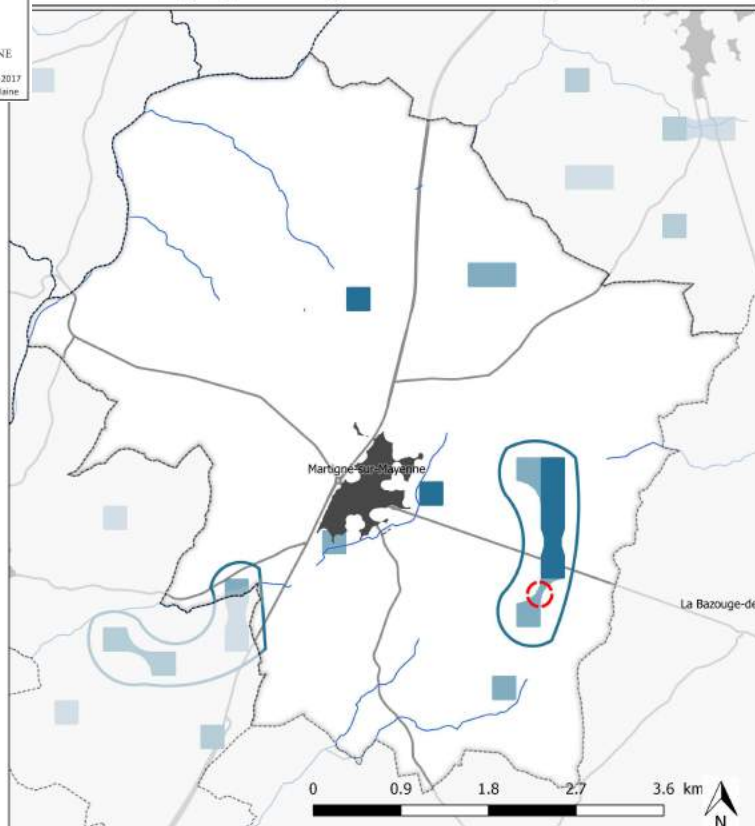 NE
2017
laine
Martigné-sur-Mayenne
La Bazouge-de
0 0.9 1.8 2.7 3.6 km
N